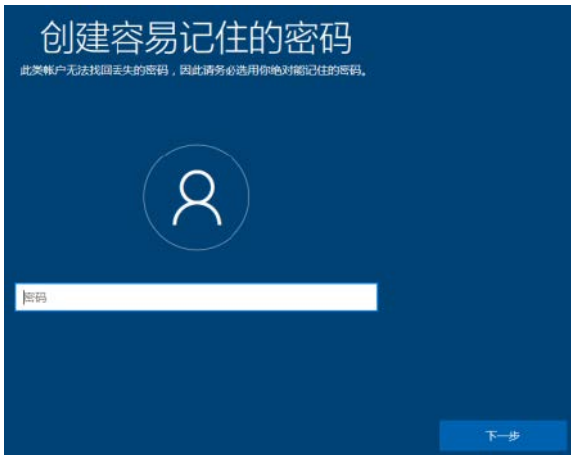 创建容易记住的密码
此类帐户无法找回丢失的密码，因此请务必选用你绝对能记住的密码。
密码
下一步